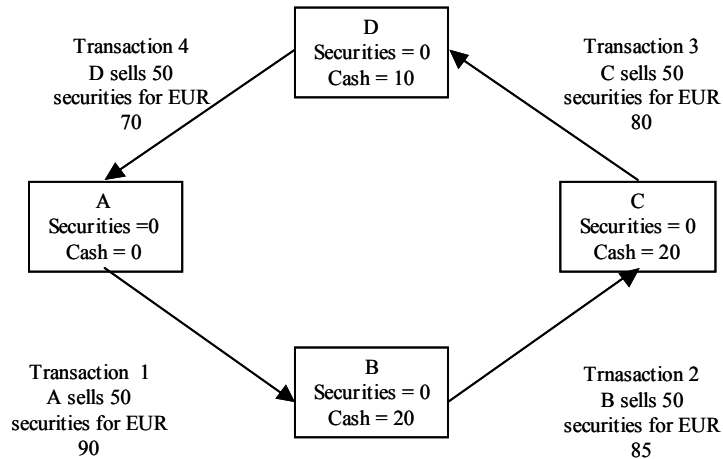 D
Securities = 0
Cash = 10
Transaction 4
D sells 50
securities for EUR
70
Transaction 3
C sells 50
securities for EUR
80
A
Securities =0
Cash = 0
C
Securities = 0
Cash = 20
B
Securities = 0
Cash = 20
Transaction 1
A sells 50
securities for EUR
90
Trnasaction 2
B sells 50
securities for EUR
85